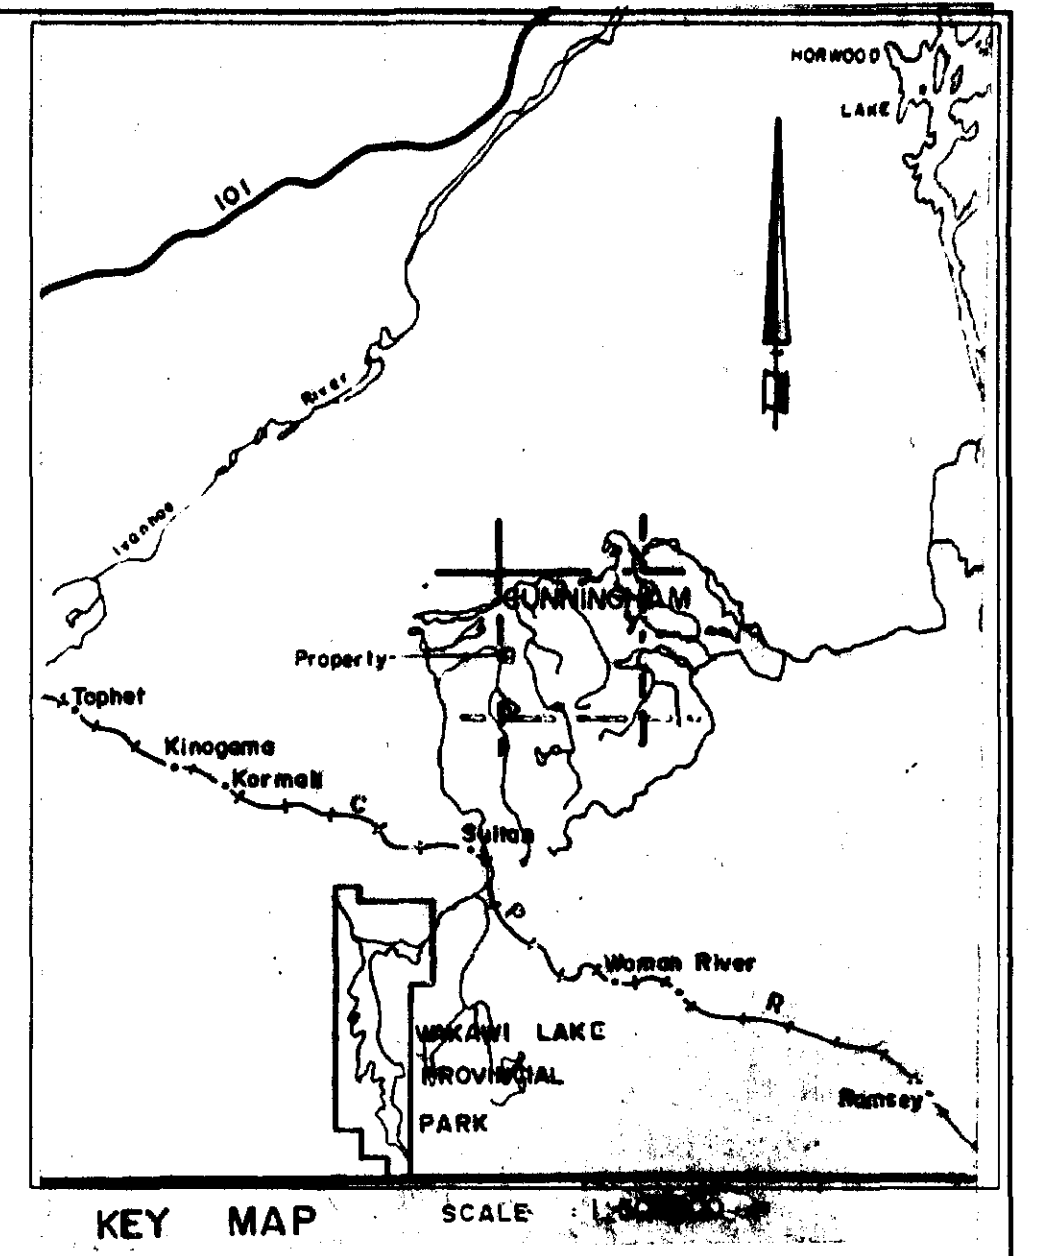 HORWOOD
LAKE
101
River
Ivanhoe
CUNNINGHAM
Property
Tophet
Kinogama
Kormak
C
Sultan
P
Woman River
R
WAKAWI LAKE
PROVINCIAL
PARK
Ramsey
KEY MAP SCALE :